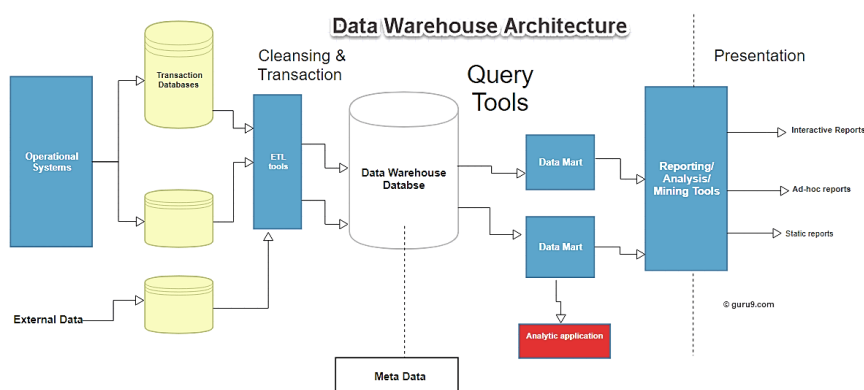 Data Warehouse Architecture
Cleansing &
Transaction
Query
Tools
Presentation
Transaction
Databases
Operational
Systems
ETL
tools
Data Warehouse
Databse
Data Mart
Data Mart
Reporting/
Analysis/
Mining Tools
Interactive Reports
Ad-hoc reports
Static reports
External Data
Analytic application
Meta Data
© guru9.com